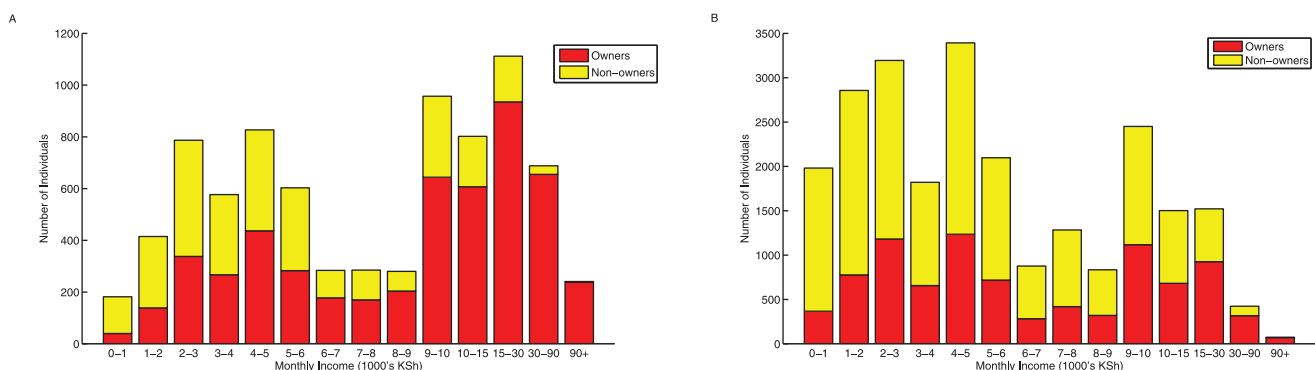 A
1200
1000
800
600
400
200
0
Number of Individuals
Owners
Non-owners
0-1 1-2 2-3 3-4 4-5 5-6 6-7 7-8 8-9 9-10 10-15 15-30 30-90 90+
Monthly Income (1000's KSh)
B
3500
3000
2500
2000
1500
1000
500
0
Number of Individuals
Owners
Non-owners
0-1 1-2 2-3 3-4 4-5 5-6 6-7 7-8 8-9 9-10 10-15 15-30 30-90 90+
Monthly Income (1000's KSh)